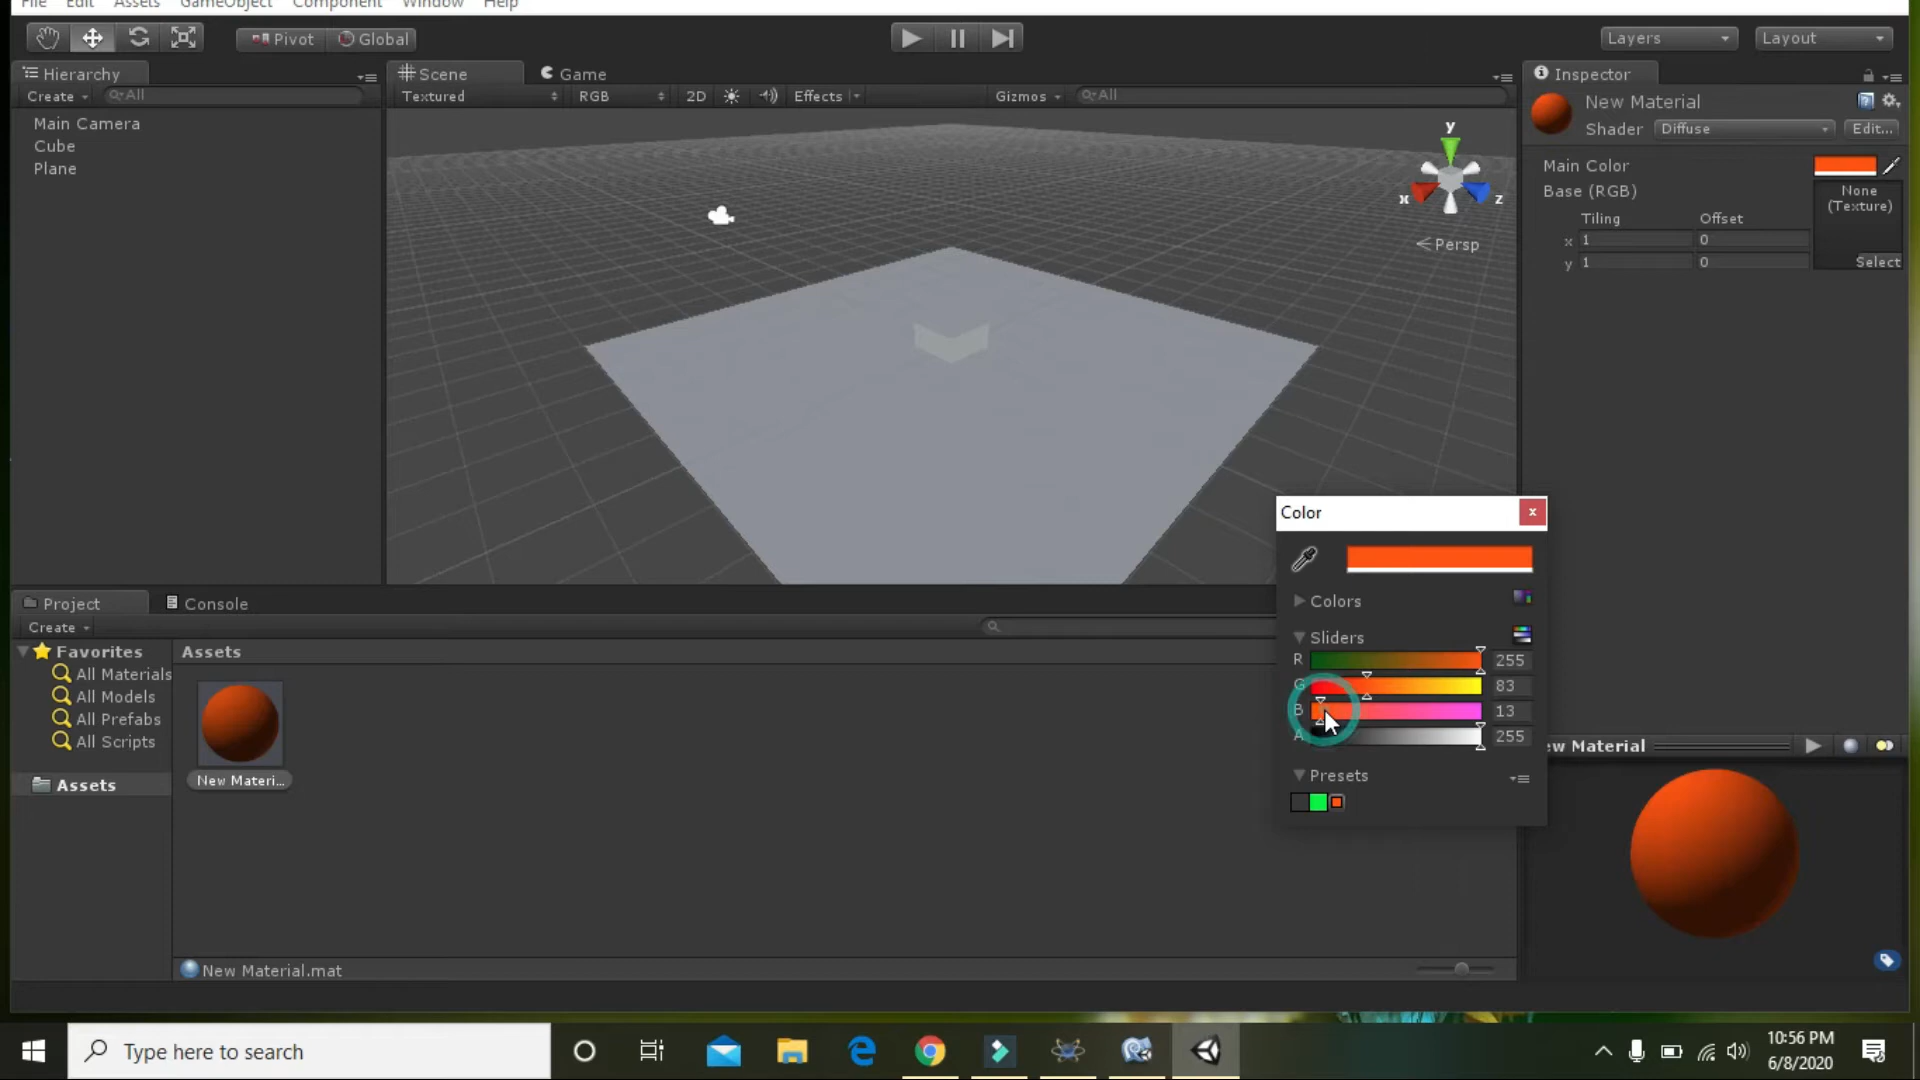 File Edit Assets GameObject Component Window Help
Pivot Global Layers Layout
Hierarchy Scene Game Inspector
Create All Textured RGB 2D Effects Gizmos All New Material
Main Camera Shader Diffuse Edit...
Cube
Plane
y
x z
Persp
Main Color
Base (RGB) None
(Texture)
Tiling Offset
x 1 0
y 1 0 Select
Color
Colors
Sliders
R 255
G 83
B 13
A 255
Presets
Project Console
Create
Favorites Assets
All Materials
All Models
All Prefabs
All Scripts
Assets
New Materi...
ew Material
New Material.mat
Type here to search
10:56 PM
6/8/2020